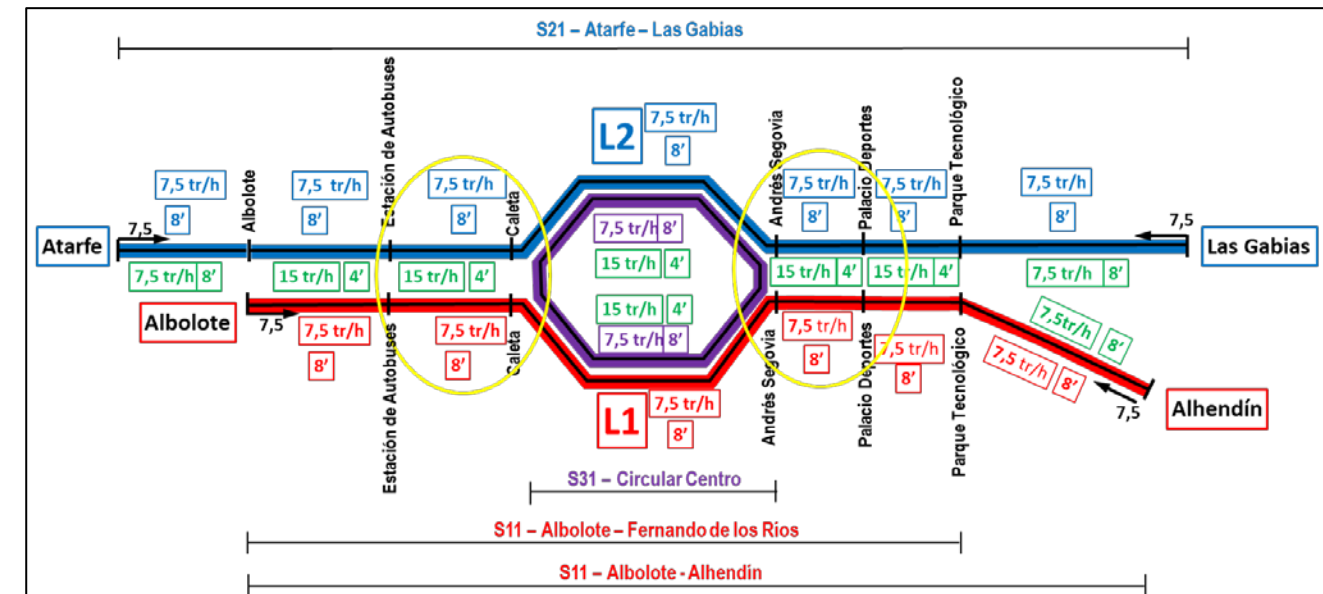 S21 – Atarfe – Las Gabias
Estación de Autobuses
Andrés Segovia
Palacio Deportes
Parque Tecnológico
Albolote
Caleta
L2
7,5 tr/h
8'
7,5 tr/h
8'
7,5 tr/h
8'
7,5 tr/h
8'
7,5 tr/h
8'
7,5 tr/h
8'
7,5 tr/h
8'
7,5
7,5
Atarfe
Las Gabias
7,5 tr/h 8'
15 tr/h 4'
15 tr/h 4'
7,5 tr/h 8'
15 tr/h 4'
15 tr/h 4'
7,5 tr/h 8'
15 tr/h 4'
15 tr/h 4'
7,5 tr/h 8'
Albolote
7,5
7,5 tr/h
8'
7,5 tr/h
8'
7,5 tr/h
8'
7,5 tr/h
8'
7,5tr/h 8'
7,5 tr/h 8'
7,5
Alhendín
Estación de Autobuses
Caleta
L1
7,5 tr/h
8'
Andrés Segovia
Palacio Deportes
Parque Tecnológico
S31 – Circular Centro
S11 – Albolote – Fernando de los Ríos
S11 – Albolote - Alhendín